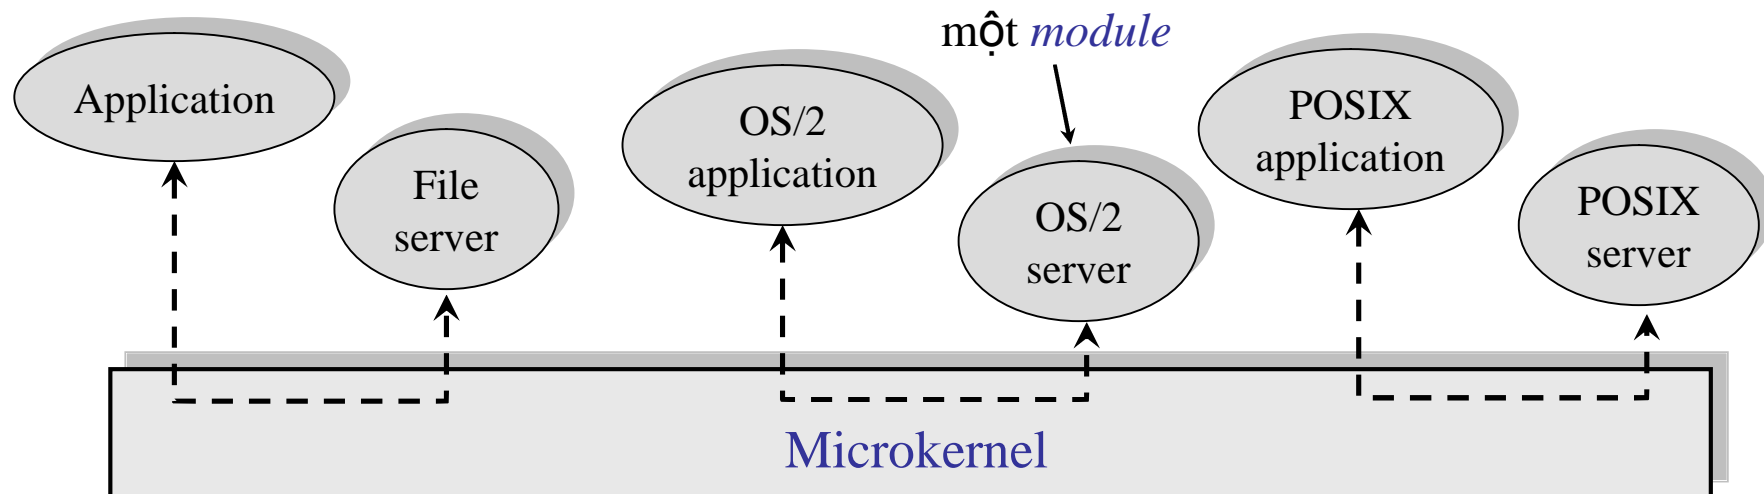 một module
Application
File
server
OS/2
application
OS/2
server
POSIX
application
POSIX
server
Microkernel